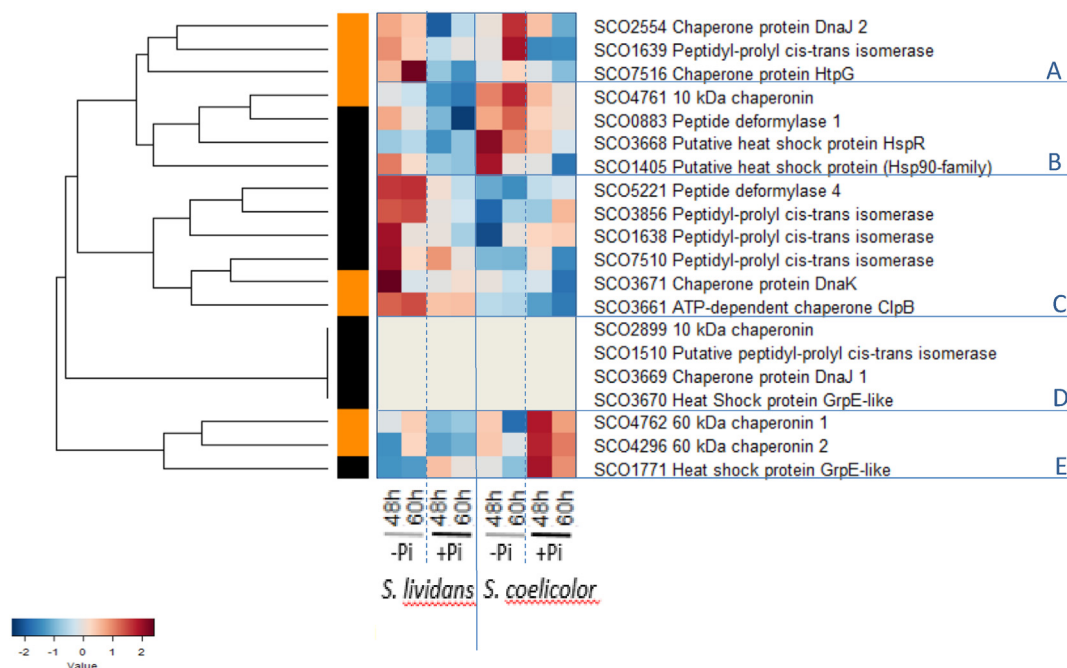 SCO2554 Chaperone protein DnaJ 2
SCO1639 Peptidyl-prolyl cis-trans isomerase
SCO7516 Chaperone protein HtpG A
SCO4761 10 kDa chaperonin
SCO0883 Peptide deformylase 1
SCO3668 Putative heat shock protein HspR
SCO1405 Putative heat shock protein (Hsp90-family) B
SCO5221 Peptide deformylase 4
SCO3856 Peptidyl-prolyl cis-trans isomerase
SCO1638 Peptidyl-prolyl cis-trans isomerase
SCO7510 Peptidyl-prolyl cis-trans isomerase
SCO3671 Chaperone protein DnaK
SCO3661 ATP-dependent chaperone ClpB C
SCO2899 10 kDa chaperonin
SCO1510 Putative peptidyl-prolyl cis-trans isomerase
SCO3669 Chaperone protein DnaJ 1
SCO3670 Heat Shock protein GrpE-like D
SCO4762 60 kDa chaperonin 1
SCO4296 60 kDa chaperonin 2
SCO1771 Heat shock protein GrpE-like E
48h 60h 48h 60h 48h 60h 48h 60h
-Pi +Pi -Pi +Pi
S. lividans S. coelicolor
-2 -1 0 1 2
Value